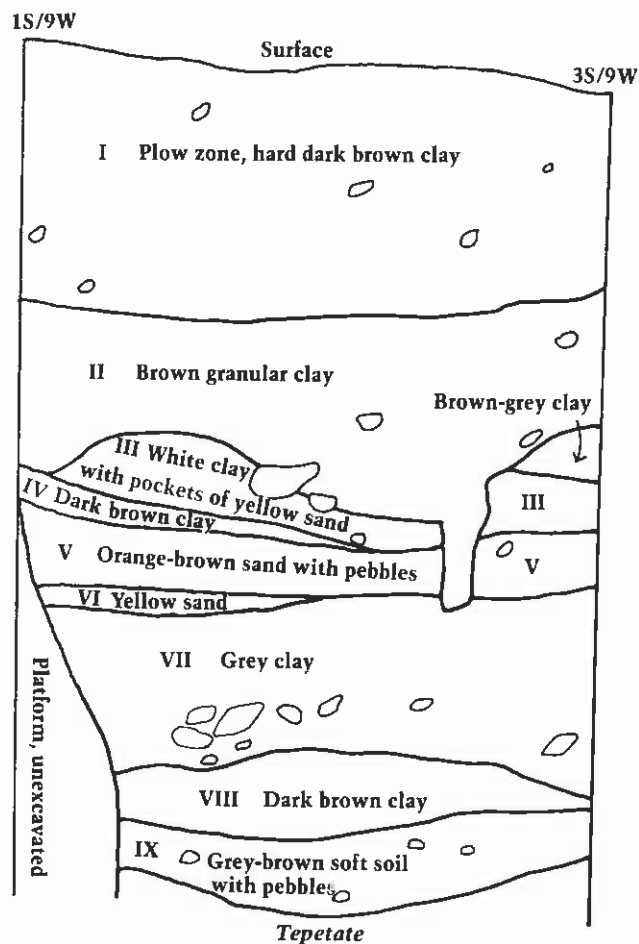 1S/9W
Surface
3S/9W
I Plow zone, hard dark brown clay
II Brown granular clay
Brown-grey clay
III White clay
with pockets of yellow sand
III
IV Dark brown clay
V Orange-brown sand with pebbles
V
VI Yellow sand
VII Grey clay
Platform, unexcavated
VIII Dark brown clay
IX Grey-brown soft soil
with pebbles
Tepetate